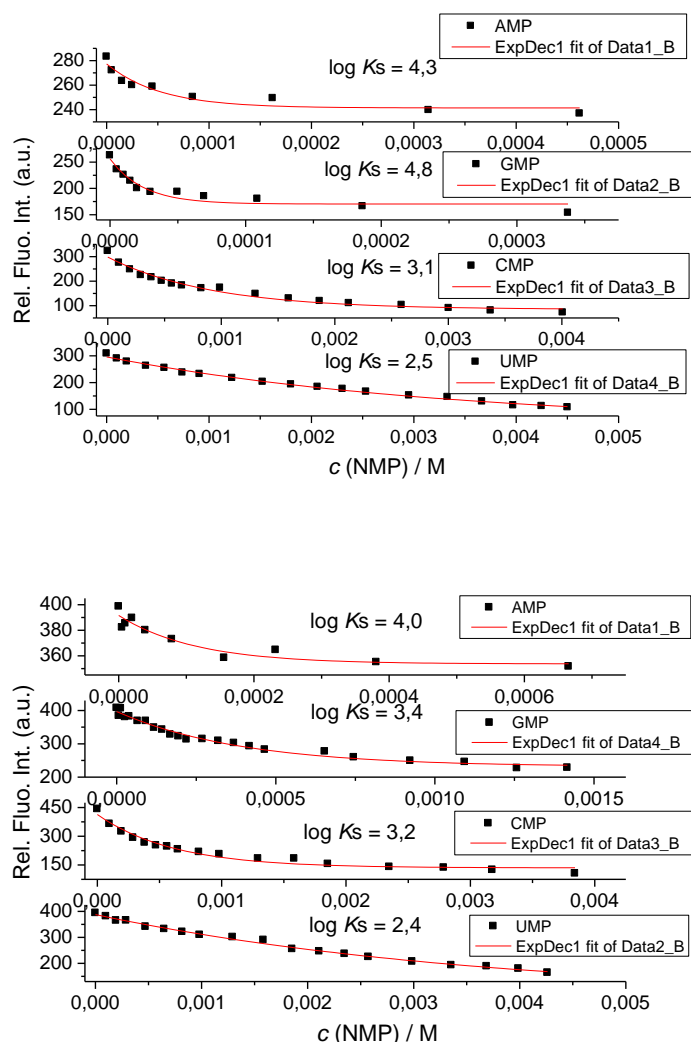 AMP
ExpDec1 fit of Data1_B
log Ks = 4,3
280
260
240
0,0000 0,0001 0,0002 0,0003 0,0004 0,0005
GMP
ExpDec1 fit of Data2_B
log Ks = 4,8
250
200
150
0,0000 0,0001 0,0002 0,0003
CMP
ExpDec1 fit of Data3_B
log Ks = 3,1
300
200
100
0,000 0,001 0,002 0,003 0,004
UMP
ExpDec1 fit of Data4_B
log Ks = 2,5
300
200
100
0,000 0,001 0,002 0,003 0,004 0,005
Rel. Fluo. Int. (a.u.)
c (NMP) / M
AMP
ExpDec1 fit of Data1_B
log Ks = 4,0
400
380
360
0,0000 0,0002 0,0004 0,0006
GMP
ExpDec1 fit of Data4_B
log Ks = 3,4
400
300
200
0,0000 0,0005 0,0010 0,0015
CMP
ExpDec1 fit of Data3_B
log Ks = 3,2
450
300
150
0,000 0,001 0,002 0,003 0,004
UMP
ExpDec1 fit of Data2_B
log Ks = 2,4
400
300
200
0,000 0,001 0,002 0,003 0,004 0,005
Rel. Fluo. Int. (a.u.)
c (NMP) / M